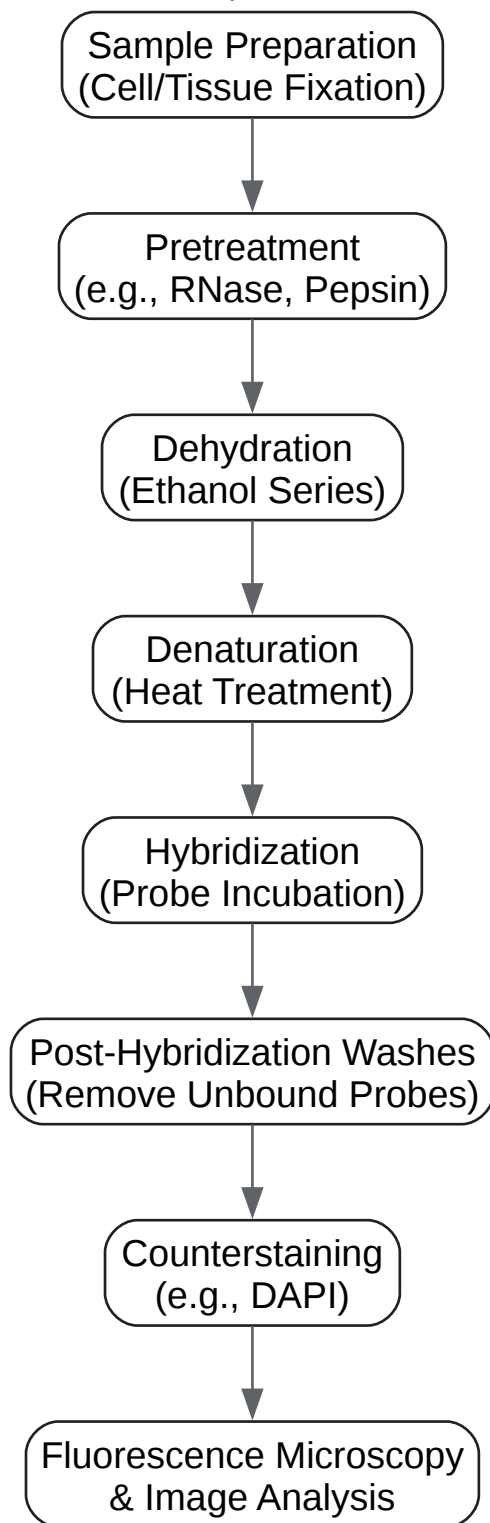 Sample Preparation
(Cell/Tissue Fixation)
Pretreatment
(e.g., RNase, Pepsin)
Dehydration
(Ethanol Series)
Denaturation
(Heat Treatment)
Hybridization
(Probe Incubation)
Post-Hybridization Washes
(Remove Unbound Probes)
Counterstaining
(e.g., DAPI)
Fluorescence Microscopy
& Image Analysis